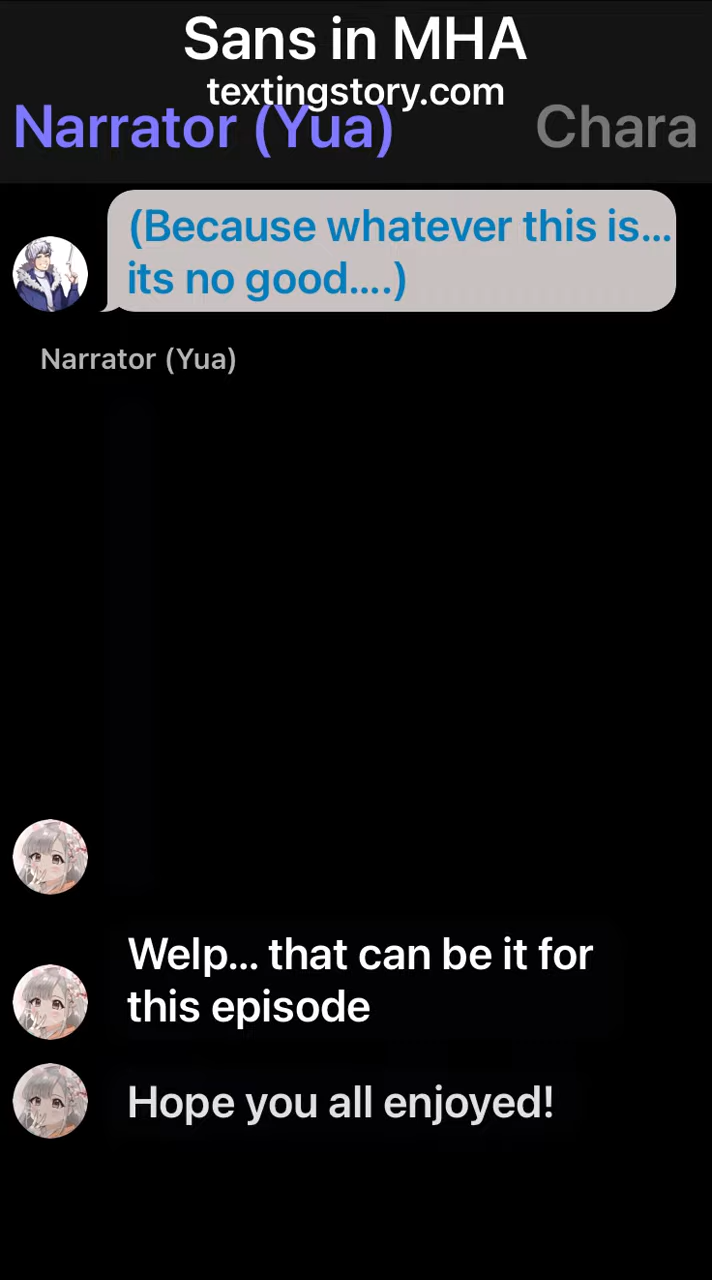 Sans in MHA
textingstory.com
Narrator (Yua) Chara
(Because whatever this is...
its no good....)
Narrator (Yua)
Welp... that can be it for
this episode
Hope you all enjoyed!